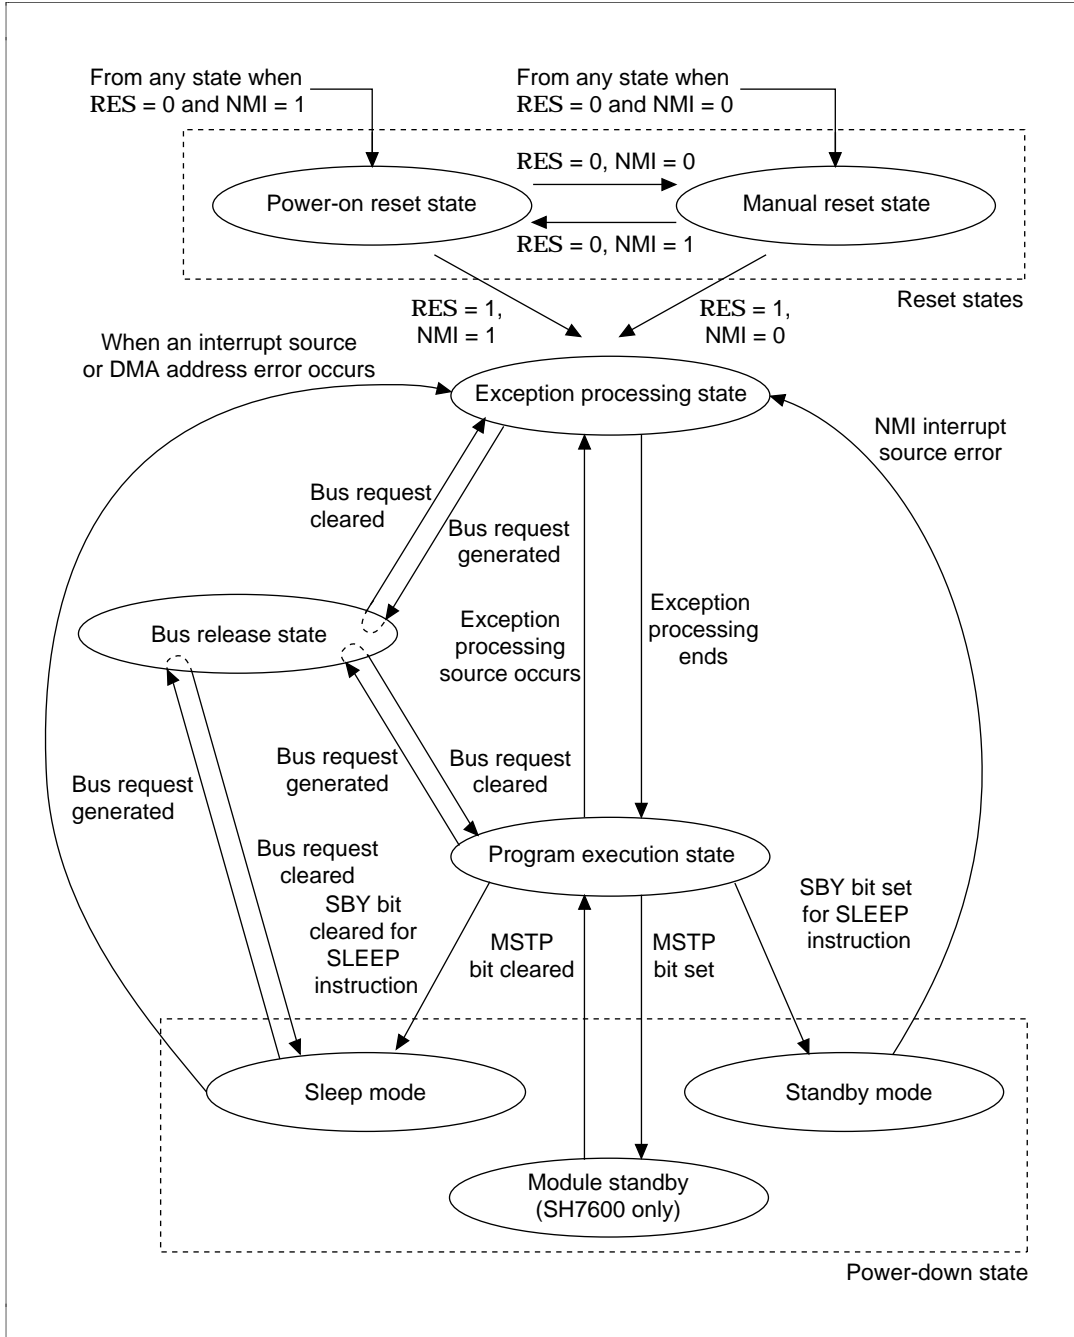 From any state when
RES = 0 and NMI = 1
From any state when
RES = 0 and NMI = 0
RES = 0, NMI = 0
Power-on reset state
Manual reset state
RES = 0, NMI = 1
Reset states
RES = 1,
NMI = 1
RES = 1,
NMI = 0
When an interrupt source
or DMA address error occurs
Exception processing state
NMI interrupt
source error
Bus request
cleared
Bus request
generated
Bus release state
Exception
processing
source occurs
Exception
processing
ends
Bus request
generated
Bus request
generated
Bus request
cleared
Bus request
cleared
Program execution state
SBY bit
cleared for
SLEEP
instruction
MSTP
bit cleared
MSTP
bit set
SBY bit set
for SLEEP
instruction
Sleep mode
Standby mode
Module standby
(SH7600 only)
Power-down state